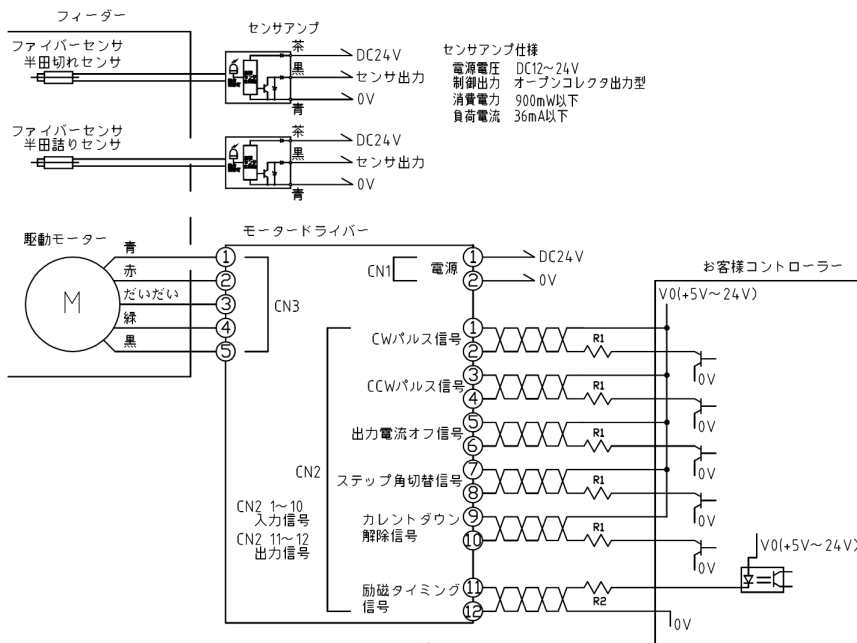 フィーダー
センサアンプ
ファイバーセンサ
半田切れセンサ
茶
DC24V
黒
センサ出力
0V
青
センサアンプ仕様
電源電圧 DC12～24V
制御出力 オープンコレクタ出力型
消費電力 900mW以下
負荷電流 36mA以下
ファイバーセンサ
半田詰りセンサ
茶
DC24V
黒
センサ出力
0V
青
駆動モーター
M
青
赤
だいだい
緑
黒
①
②
③
④
⑤
CN3
モータードライバー
CN1
電源
①
②
DC24V
0V
お客様コントローラー
V0(+5V～24V)
CN2
CN2 1～10
入力信号
CN2 11～12
出力信号
CWパルス信号
①
②
R1
0V
CCWパルス信号
③
④
R1
0V
出力電流オフ信号
⑤
⑥
R1
0V
ステップ角切替信号
⑦
⑧
R1
0V
カレントダウン
解除信号
⑨
⑩
R1
0V
励磁タイミング
信号
⑪
⑫
R2
V0(+5V～24V)
0V